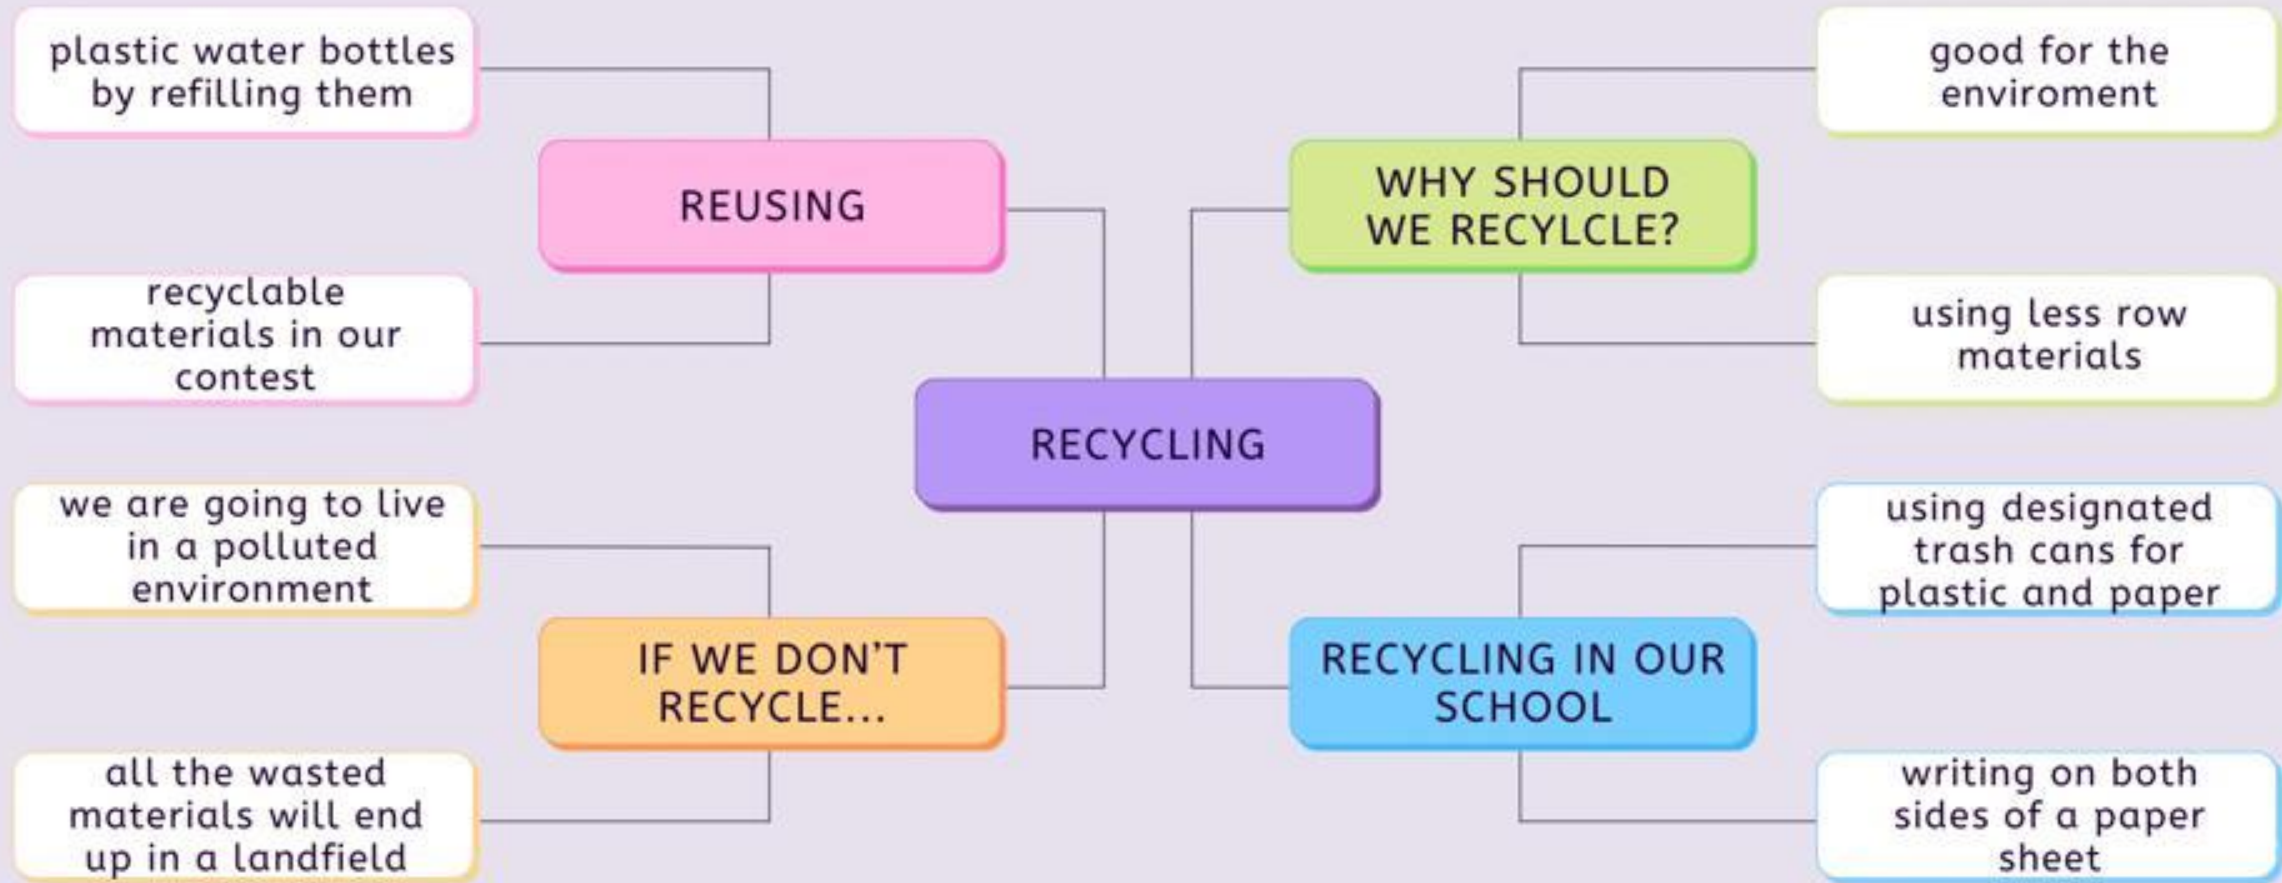 plastic water bottles
by refilling them
REUSING
recyclable
materials in our
contest
good for the
enviroment
WHY SHOULD
WE RECYLCLE?
using less row
materials
RECYCLING
we are going to live
in a polluted
environment
IF WE DON'T
RECYCLE...
all the wasted
materials will end
up in a landfield
using designated
trash cans for
plastic and paper
RECYCLING IN OUR
SCHOOL
writing on both
sides of a paper
sheet